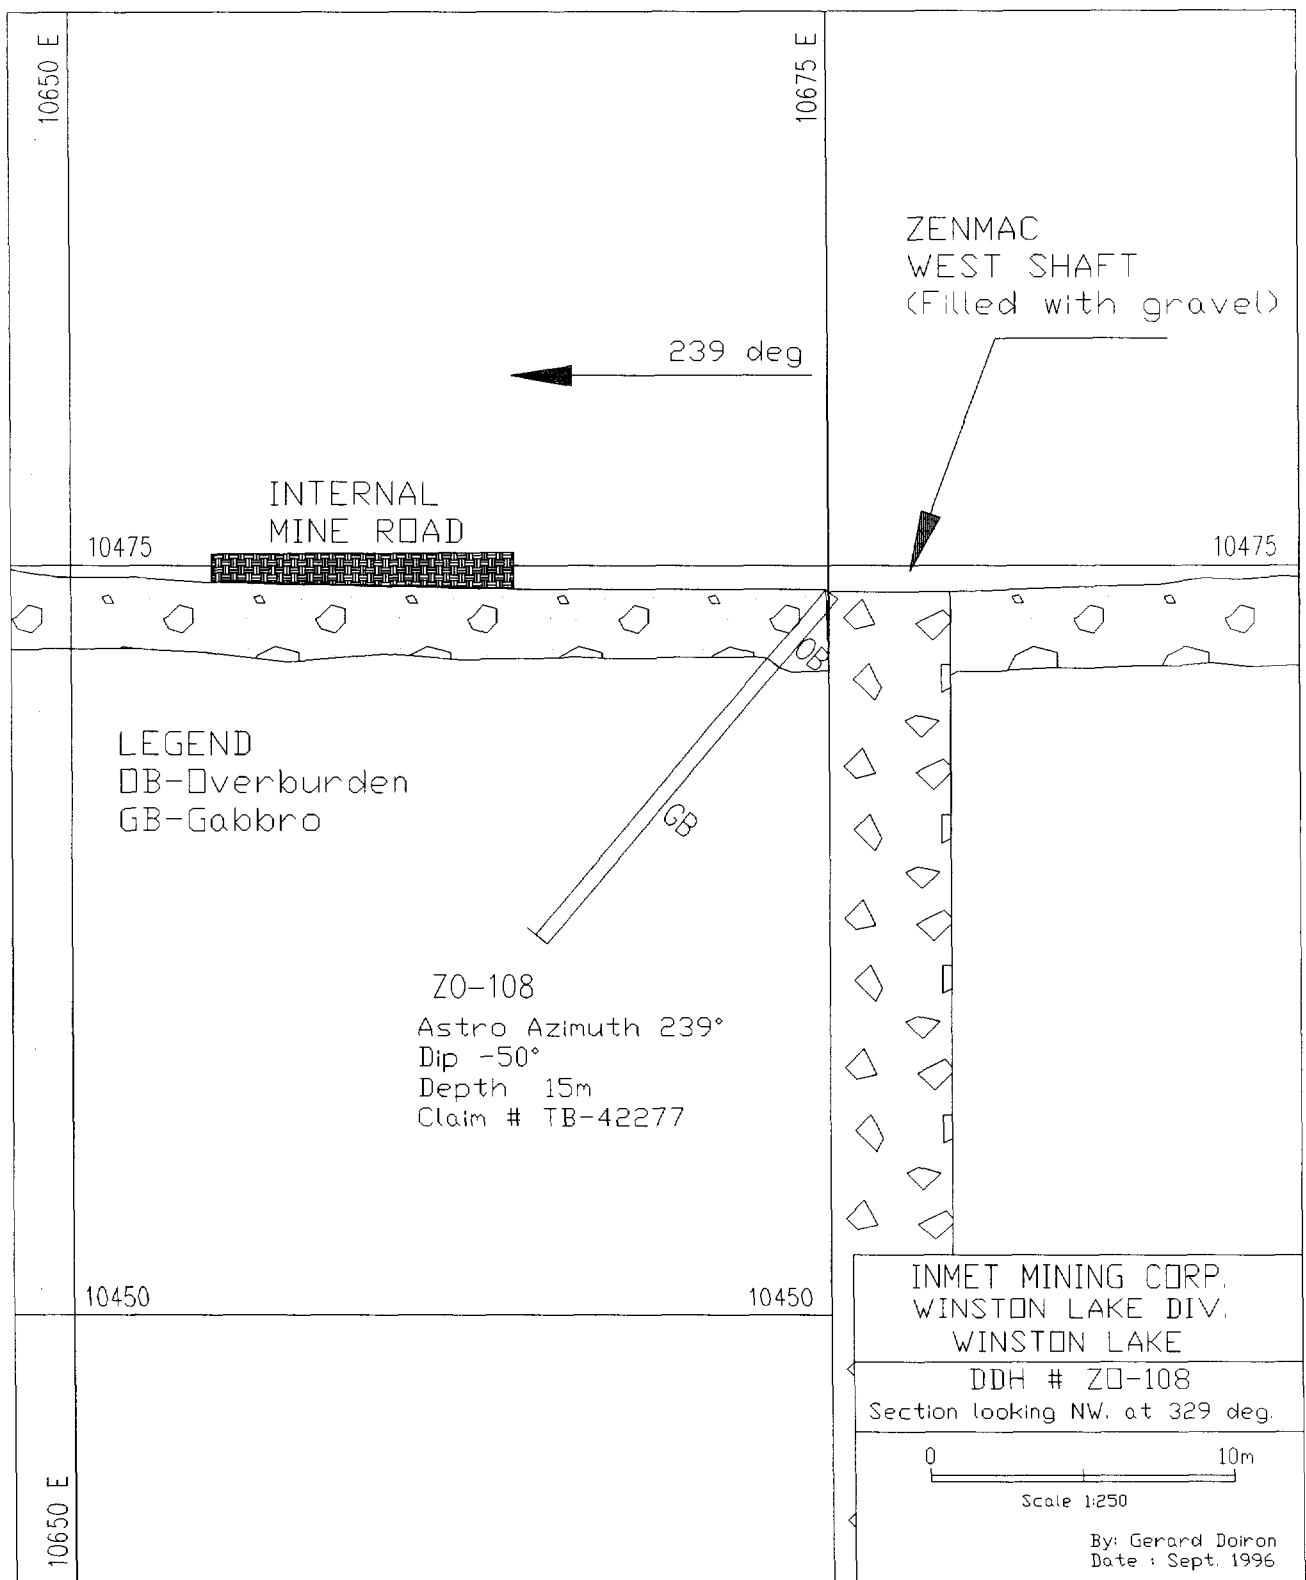 10650 E
10675 E
ZENMAC
WEST SHAFT
(Filled with gravel)
239 deg
INTERNAL
MINE ROAD
10475
10475
OB
LEGEND
OB-Overburden
GB-Gabbro
GB
ZO-108
Astro Azimuth 239°
Dip -50°
Depth 15m
Claim # TB-42277
10450
10450
INMET MINING CORP.
WINSTON LAKE DIV.
WINSTON LAKE
DDH # ZO-108
Section looking NW. at 329 deg.
0 10m
Scale 1:250
10650 E
By: Gerard Doiron
Date : Sept. 1996